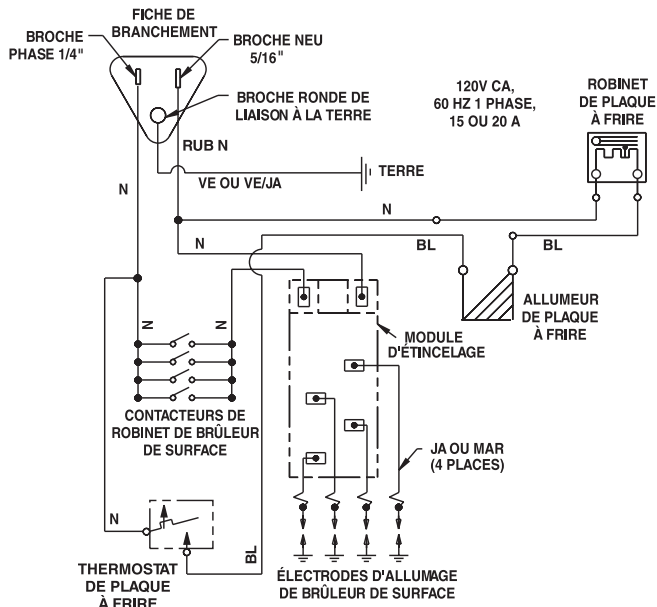 FICHE DE
BRANCHEMENT
BROCHE
PHASE 1/4"
BROCHE NEU
5/16"
BROCHE RONDE DE
LIAISON À LA TERRE
120V CA,
60 HZ 1 PHASE,
15 OU 20 A
ROBINET
DE PLAQUE
À FRIRE
RUB N
VE OU VE/JA
TERRE
N
N
N
BL
BL
ALLUMEUR
DE PLAQUE
À FRIRE
MODULE
D'ÉTINCELAGE
N
N
CONTACTEURS DE
ROBINET DE BRÛLEUR
DE SURFACE
JA OU MAR
(4 PLACES)
N
BL
THERMOSTAT
DE PLAQUE
À FRIRE
ÉLECTRODES D'ALLUMAGE
DE BRÛLEUR DE SURFACE